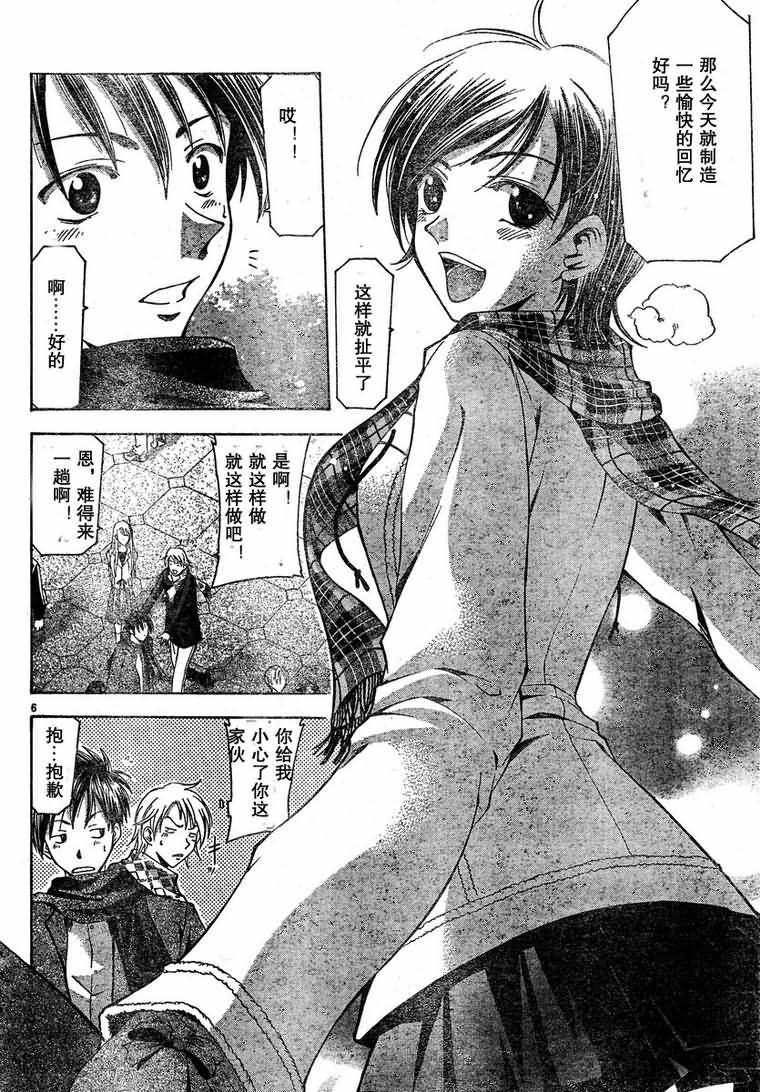 那么今天就制造
一些愉快的回忆
好吗？
这样就扯平了
哎！！
啊……好的
是啊！
就这样做
就这样做吧！
恩，难得来
一趟啊！
6
你给我
小心了你这
家伙
抱…抱歉